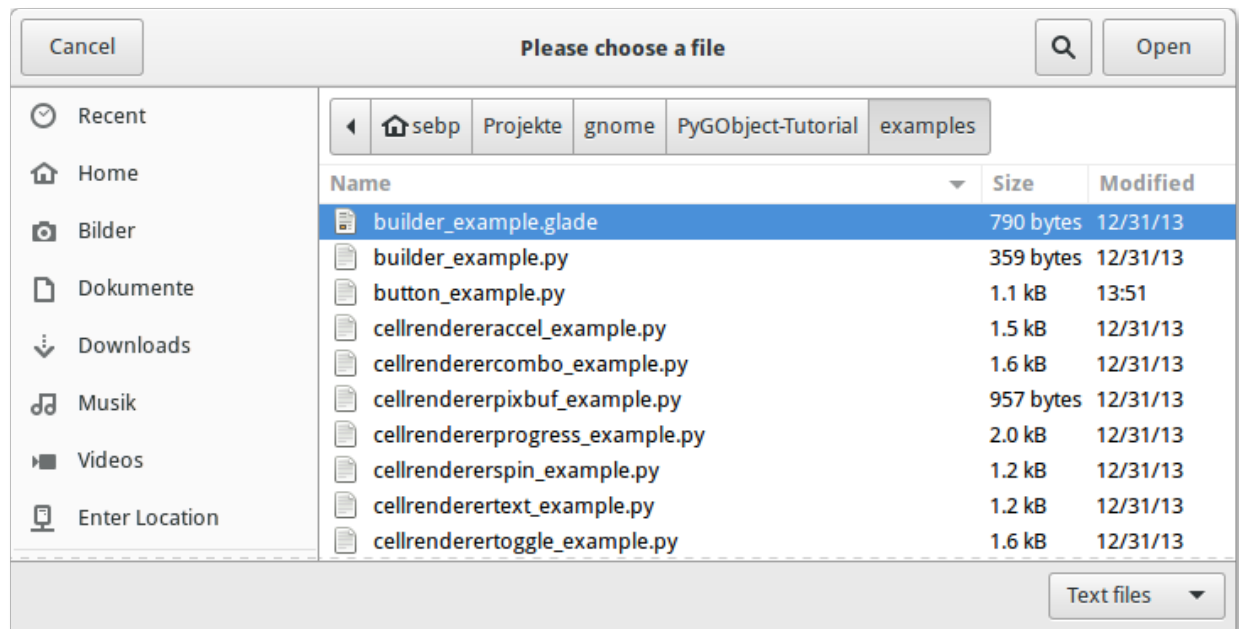 Cancel Please choose a file Open
Recent
Home
Bilder
Dokumente
Downloads
Musik
Videos
Enter Location
sebp Projekte gnome PyGObject-Tutorial examples
Name Size Modified
builder_example.glade 790 bytes 12/31/13
builder_example.py 359 bytes 12/31/13
button_example.py 1.1 kB 13:51
cellrendereraccel_example.py 1.5 kB 12/31/13
cellrenderercombo_example.py 1.6 kB 12/31/13
cellrendererpixbuf_example.py 957 bytes 12/31/13
cellrendererprogress_example.py 2.0 kB 12/31/13
cellrendererspin_example.py 1.2 kB 12/31/13
cellrenderertext_example.py 1.2 kB 12/31/13
cellrenderertoggle_example.py 1.6 kB 12/31/13
Text files